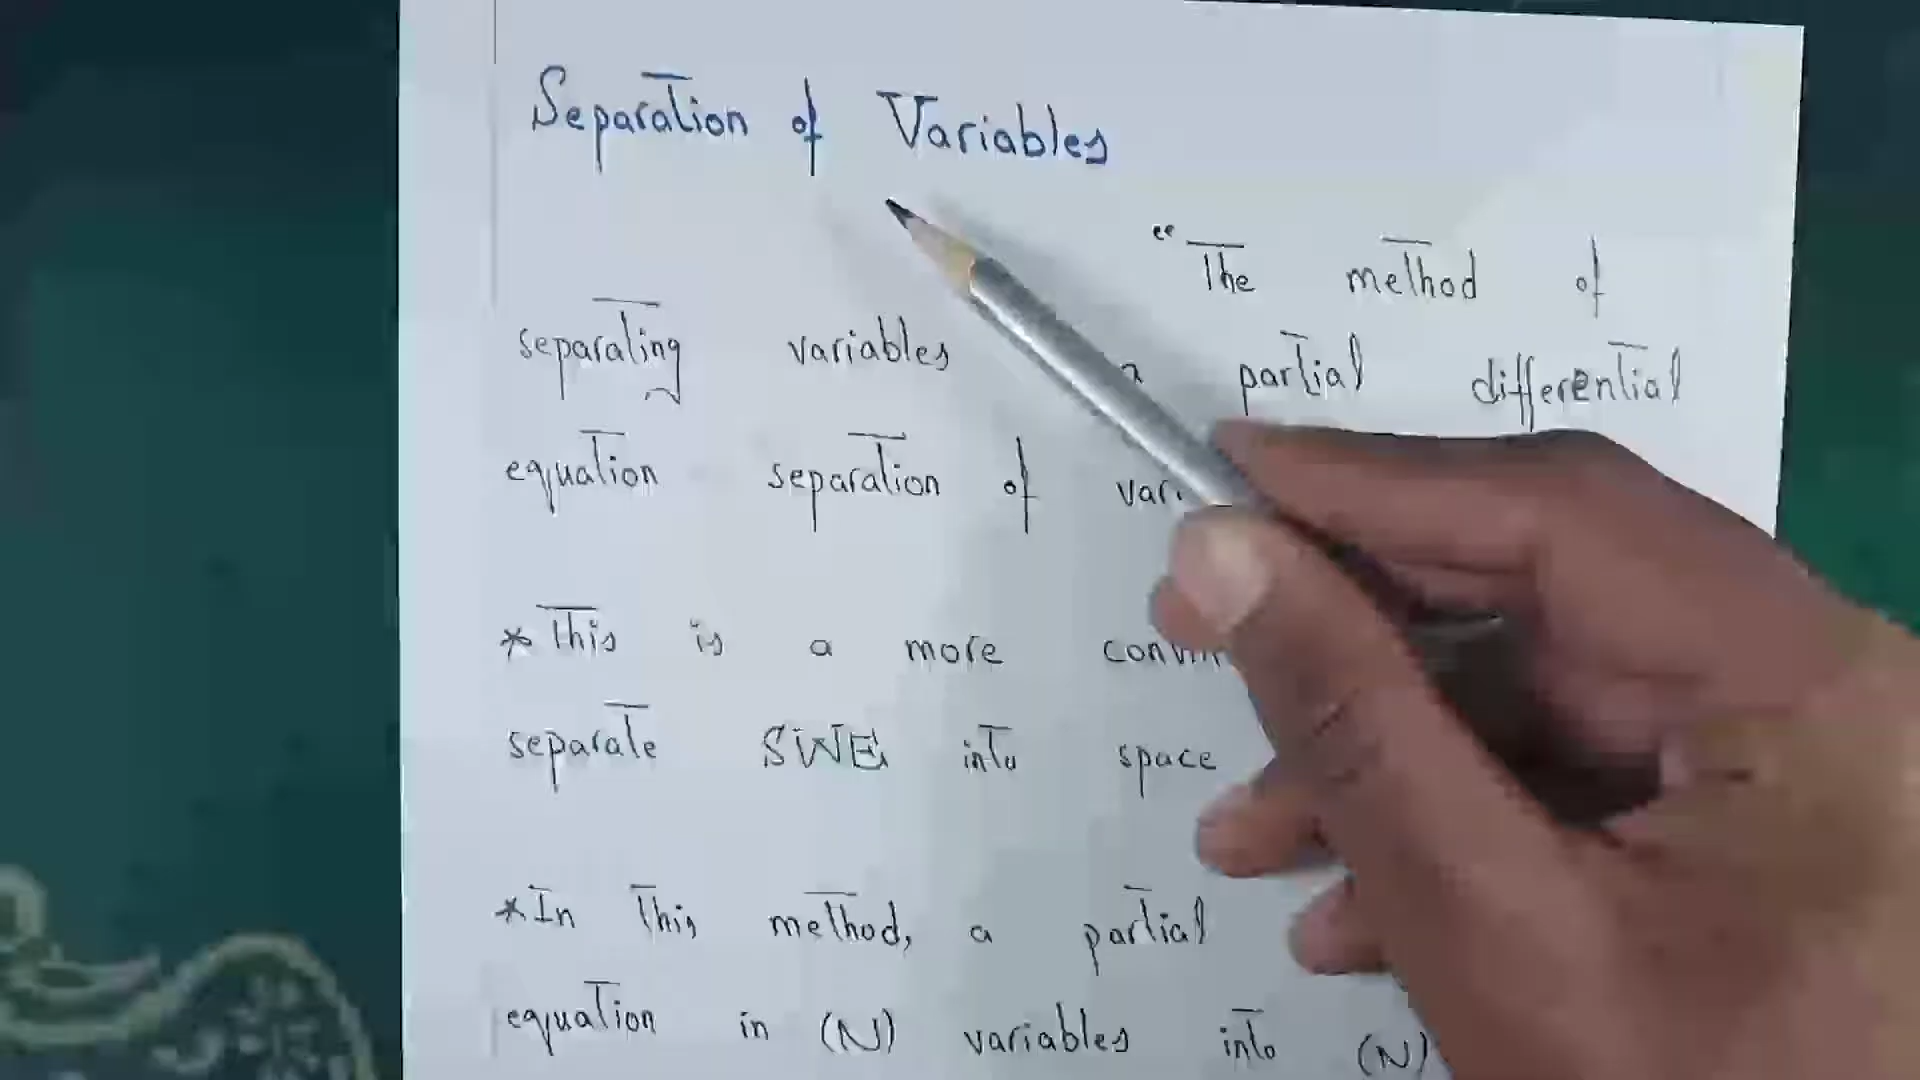 Separation of Variables
“The method of
separating variables a partial differential
equation separation of
*This is a more
separate SWE into space
*In this method, a partial
equation in (N) variables into (N)